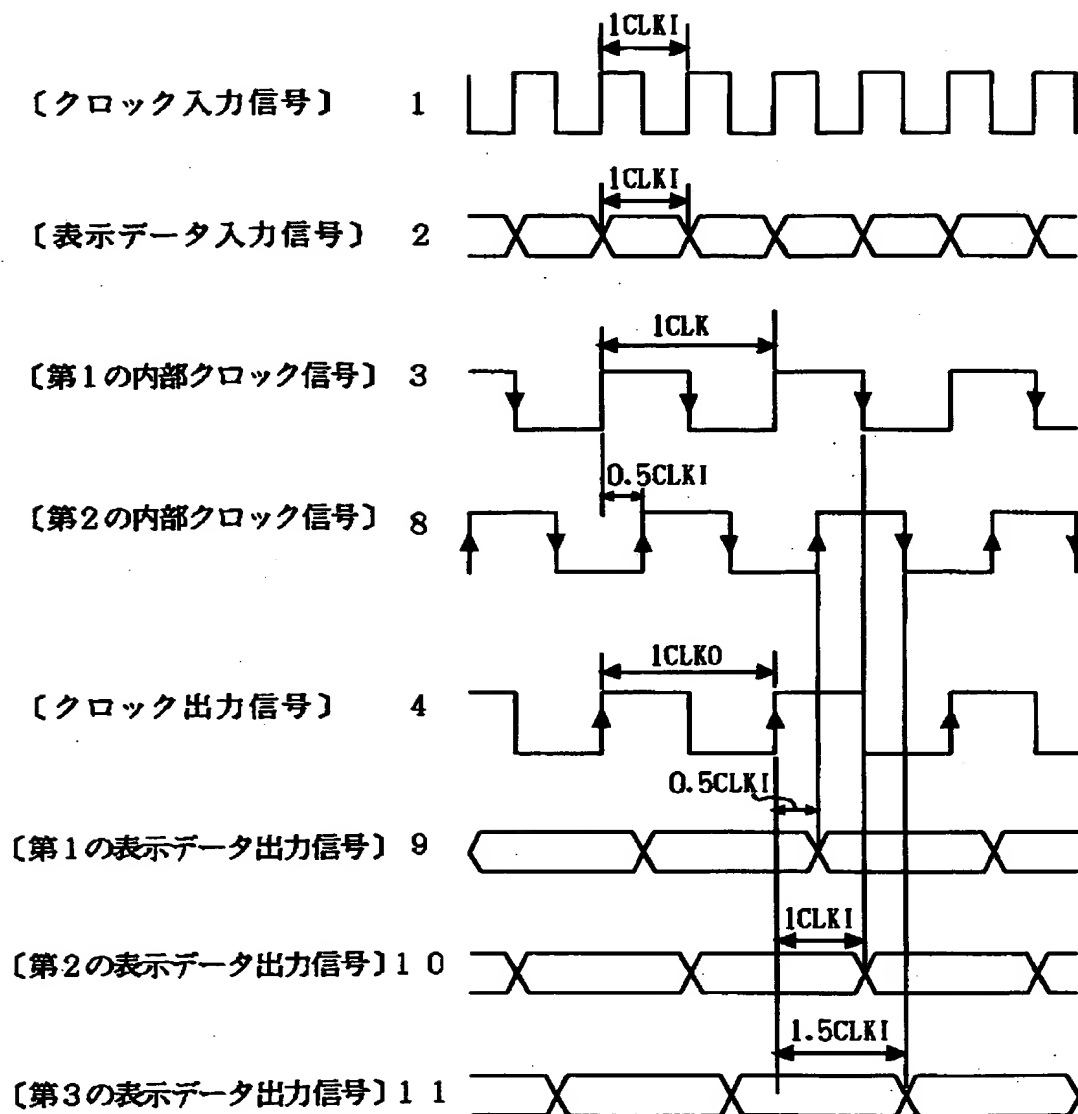 1CLKI
〔クロック入力信号〕 1
1CLKI
〔表示データ入力信号〕 2
1CLK
〔第1の内部クロック信号〕 3
0.5CLKI
〔第2の内部クロック信号〕 8
1CLKO
〔クロック出力信号〕 4
0.5CLKI
〔第1の表示データ出力信号〕 9
1CLKI
〔第2の表示データ出力信号〕10
1.5CLKI
〔第3の表示データ出力信号〕11